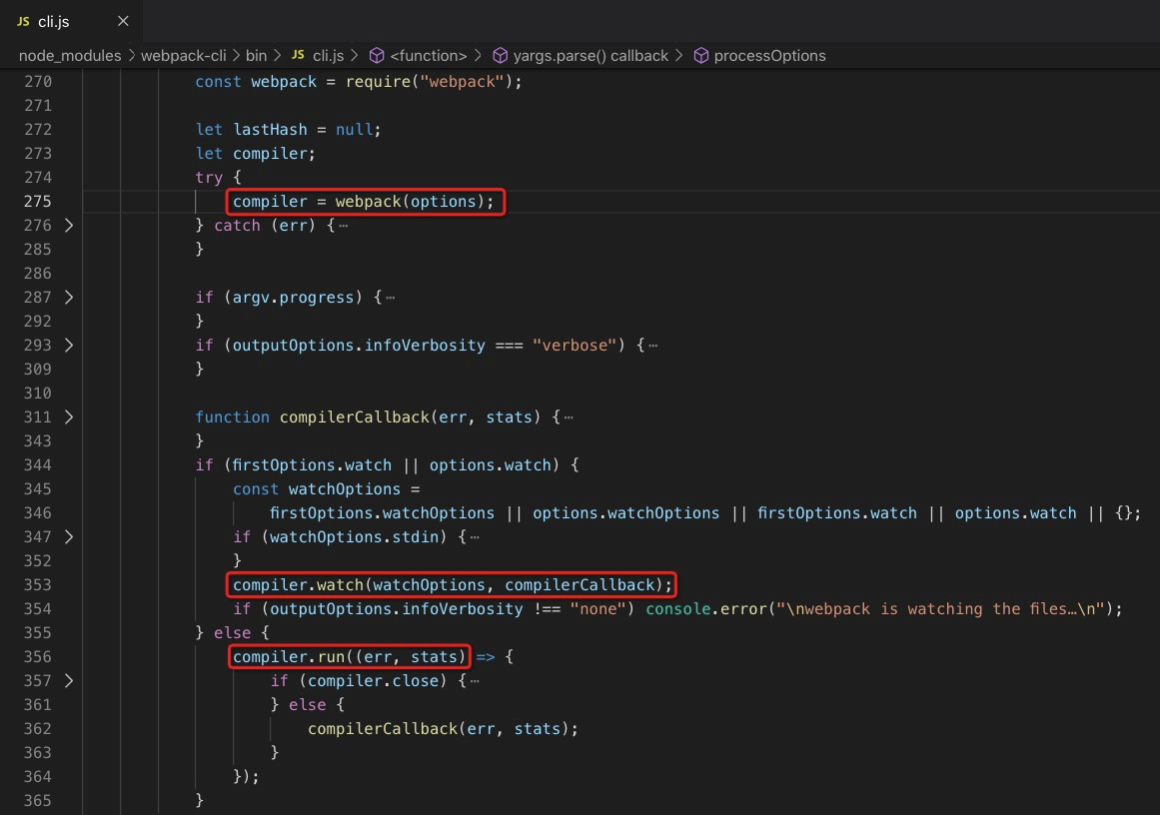 JS cli.js ×
node_modules > webpack-cli > bin > JS cli.js > <function> > yargs.parse() callback > processOptions
270 const webpack = require("webpack");
271
272 let lastHash = null;
273 let compiler;
274 try {
275 compiler = webpack(options);
276 > } catch (err) {⋯
285 }
286
287 > if (argv.progress) {⋯
292 }
293 > if (outputOptions.infoVerbosity === "verbose") {⋯
309 }
310
311 > function compilerCallback(err, stats) {⋯
343 }
344 if (firstOptions.watch || options.watch) {
345 const watchOptions =
346 firstOptions.watchOptions || options.watchOptions || firstOptions.watch || options.watch || {};
347 > if (watchOptions.stdin) {⋯
352 }
353 compiler.watch(watchOptions, compilerCallback);
354 if (outputOptions.infoVerbosity !== "none") console.error("\nwebpack is watching the files…\n");
355 } else {
356 compiler.run((err, stats) => {
357 > if (compiler.close) {⋯
361 } else {
362 compilerCallback(err, stats);
363 }
364 });
365 }